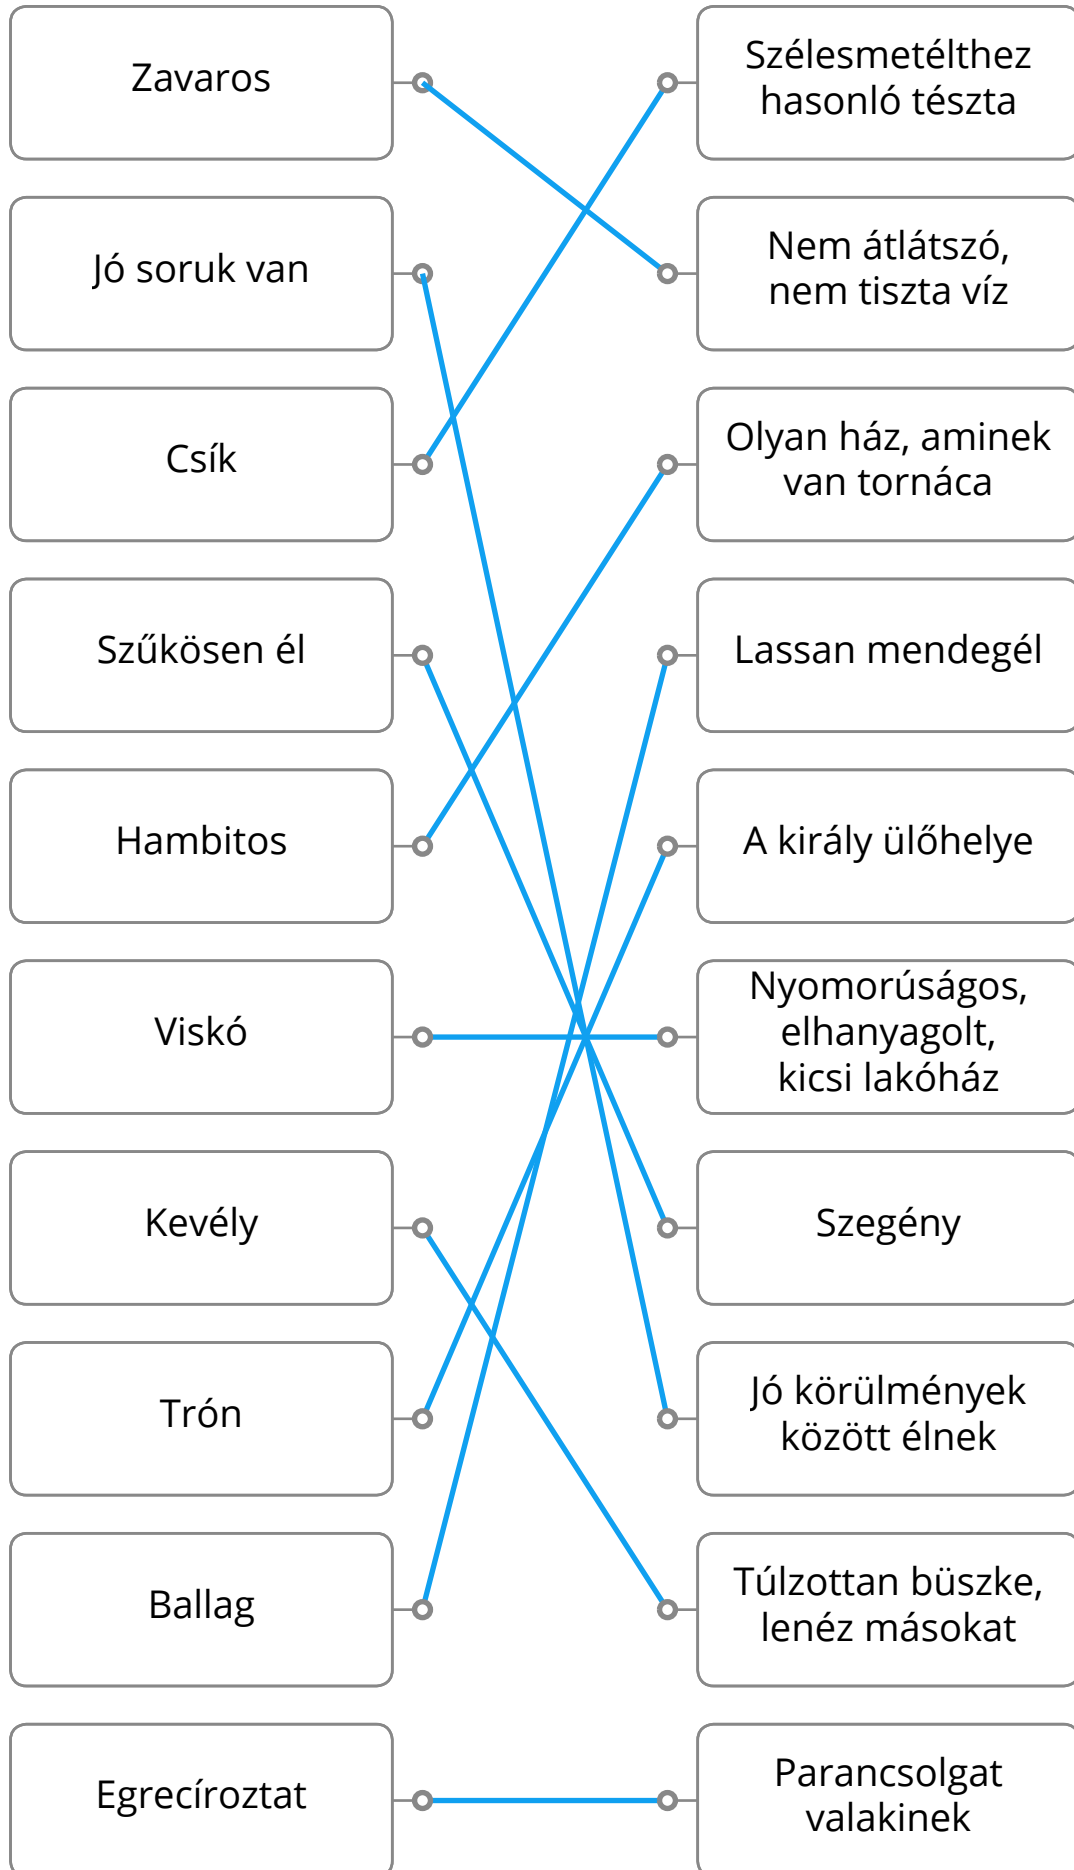 Zavaros
Szélesmetélthez
hasonló tészta
Jó soruk van
Nem átlátszó,
nem tiszta víz
Csík
Olyan ház, aminek
van tornáca
Szűkösen él
Lassan mendegél
Hambitos
A király ülőhelye
Viskó
Nyomorúságos,
elhanyagolt,
kicsi lakóház
Kevély
Szegény
Trón
Jó körülmények
között élnek
Ballag
Túlzottan büszke,
lenéz másokat
Egrecíroztat
Parancsolgat
valakinek